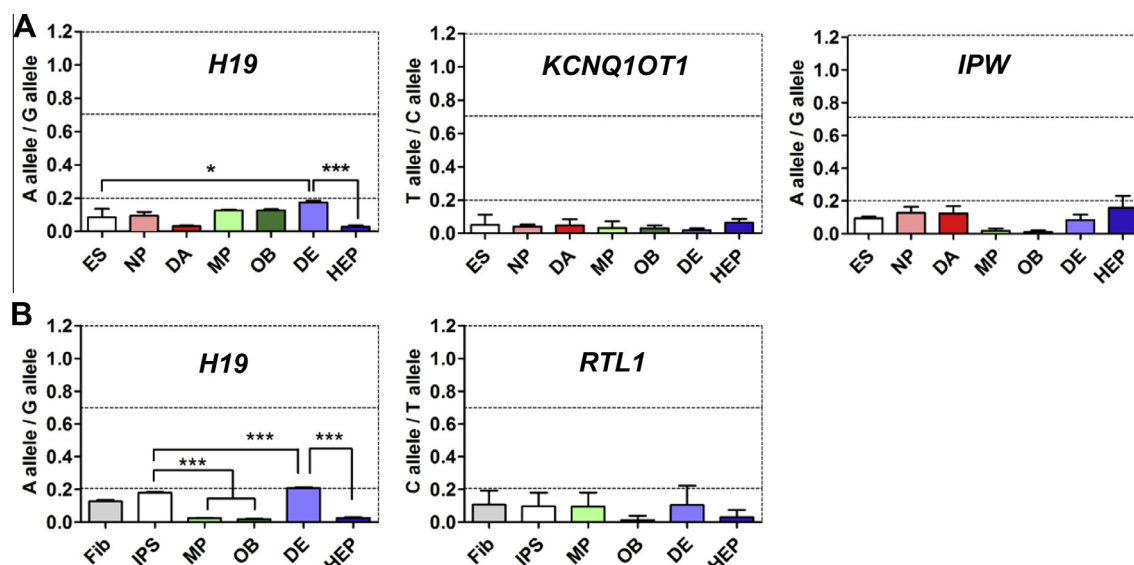 A
H19
A allele / G allele
1.2
1.0
0.8
0.6
0.4
0.2
0.0
*
***
ES NP DA MP OB DE HEP
KCNQ1OT1
T allele / C allele
1.2
1.0
0.8
0.6
0.4
0.2
0.0
ES NP DA MP OB DE HEP
IPW
A allele / G allele
1.2
1.0
0.8
0.6
0.4
0.2
0.0
ES NP DA MP OB DE HEP
B
H19
A allele / G allele
1.2
1.0
0.8
0.6
0.4
0.2
0.0
*** ***
***
Fib IPS MP OB DE HEP
RTL1
C allele / T allele
1.2
1.0
0.8
0.6
0.4
0.2
0.0
Fib IPS MP OB DE HEP